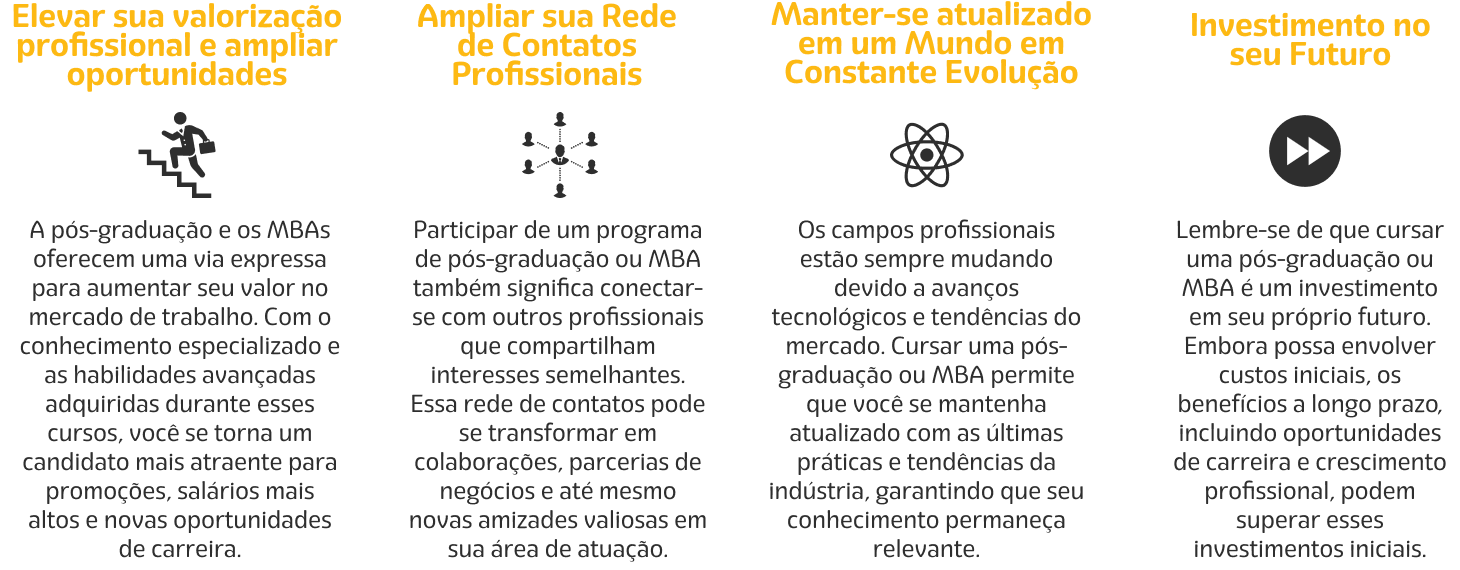 Elevar sua valorização
profissional e ampliar
oportunidades
A pós-graduação e os MBAs
oferecem uma via expressa
para aumentar seu valor no
mercado de trabalho. Com o
conhecimento especializado e
as habilidades avançadas
adquiridas durante esses
cursos, você se torna um
candidato mais atraente para
promoções, salários mais
altos e novas oportunidades
de carreira.
Ampliar sua Rede
de Contatos
Profissionais
Participar de um programa
de pós-graduação ou MBA
também significa conectar-
se com outros profissionais
que compartilham
interesses semelhantes.
Essa rede de contatos pode
se transformar em
colaborações, parcerias de
negócios e até mesmo
novas amizades valiosas em
sua área de atuação.
Manter-se atualizado
em um Mundo em
Constante Evolução
Os campos profissionais
estão sempre mudando
devido a avanços
tecnológicos e tendências do
mercado. Cursar uma pós-
graduação ou MBA permite
que você se mantenha
atualizado com as últimas
práticas e tendências da
indústria, garantindo que seu
conhecimento permaneça
relevante.
Investimento no
seu Futuro
Lembre-se de que cursar
uma pós-graduação ou
MBA é um investimento
em seu próprio futuro.
Embora possa envolver
custos iniciais, os
benefícios a longo prazo,
incluindo oportunidades
de carreira e crescimento
profissional, podem
superar esses
investimentos iniciais.